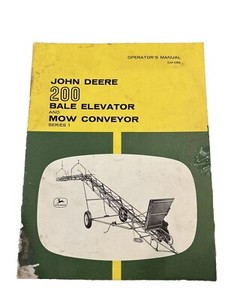 OPERATOR'S MANUAL
JOHN DEERE
200
BALE ELEVATOR
AND
MOW CONVEYOR
SERIES 1